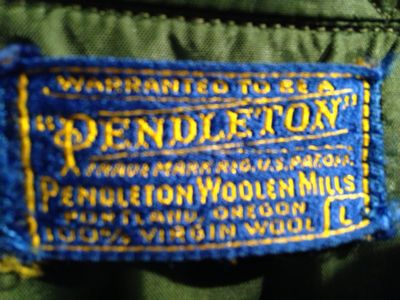 WARRANTED TO BE A
"PENDLETON"
TRADE MARK REG. U.S. PAT. OFF.
PENDLETON WOOLEN MILLS
PORTLAND, OREGON
100% VIRGIN WOOL L